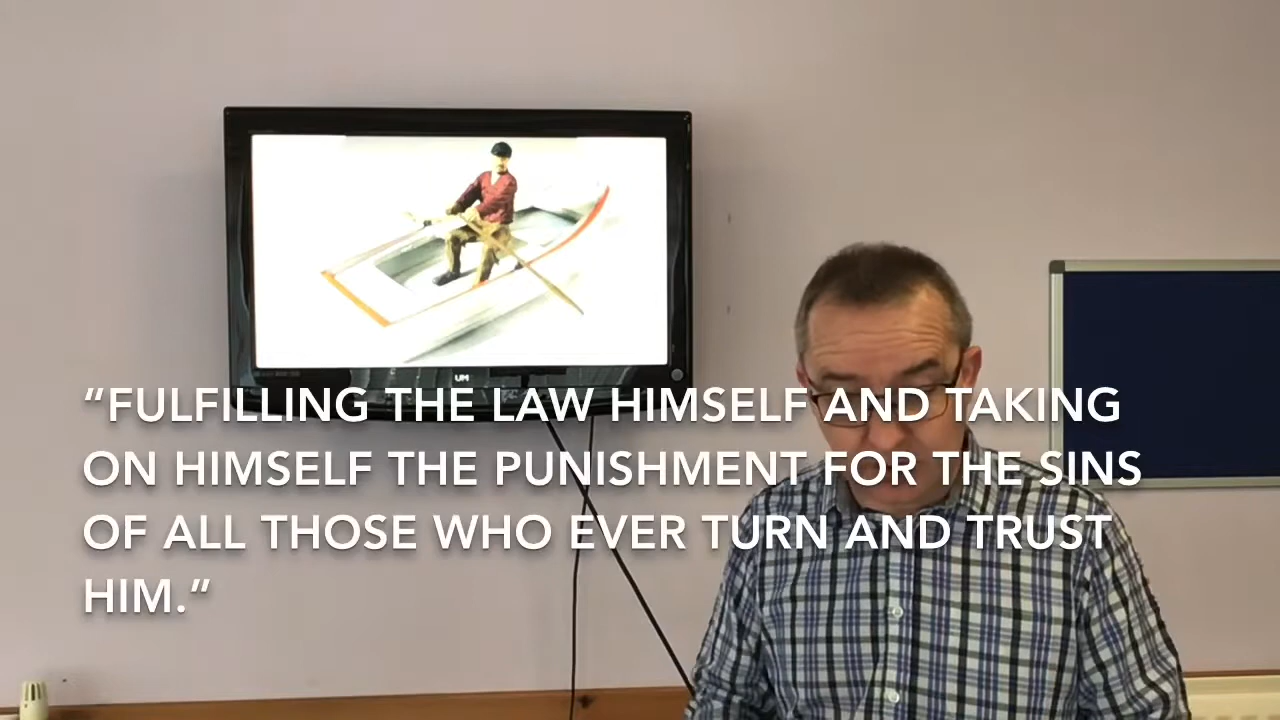 UM
“FULFILLING THE LAW HIMSELF AND TAKING
ON HIMSELF THE PUNISHMENT FOR THE SINS
OF ALL THOSE WHO EVER TURN AND TRUST
HIM.”